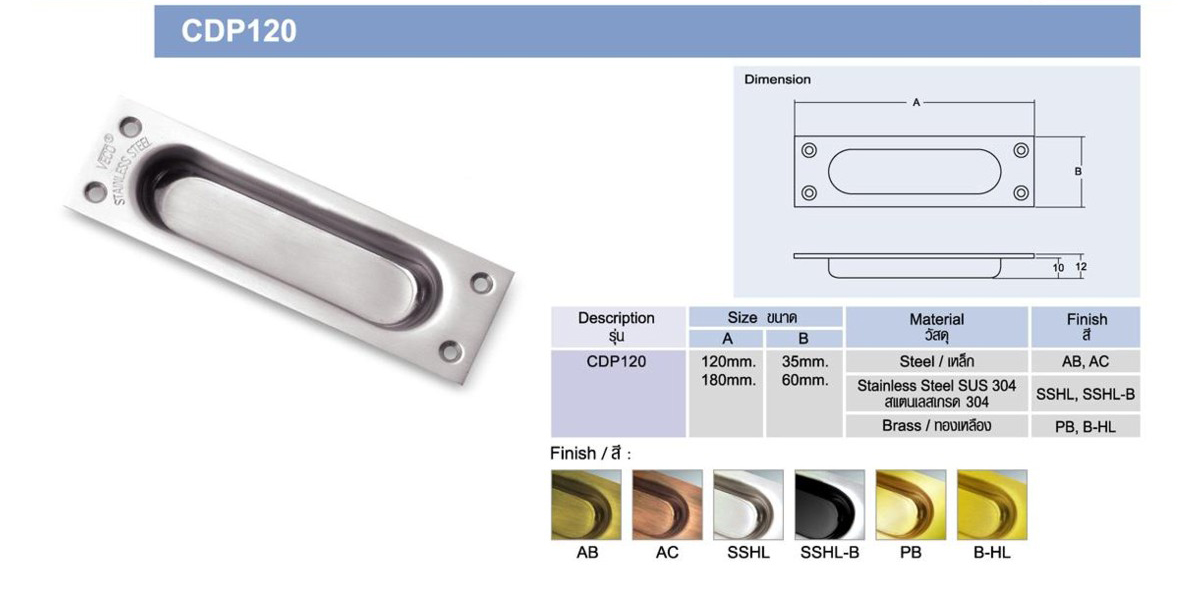 CDP120
VECO®
STAINLESS STEEL
Dimension
A
B
10 12
Description
รุ่น
Size ขนาด
A B
Material
วัสดุ
Finish
สี
CDP120
120mm. 35mm.
180mm. 60mm.
Steel / เหล็ก
AB, AC
Stainless Steel SUS 304
สแตนเลสเกรด 304
SSHL, SSHL-B
Brass / ทองเหลือง
PB, B-HL
Finish / สี :
AB AC SSHL SSHL-B PB B-HL